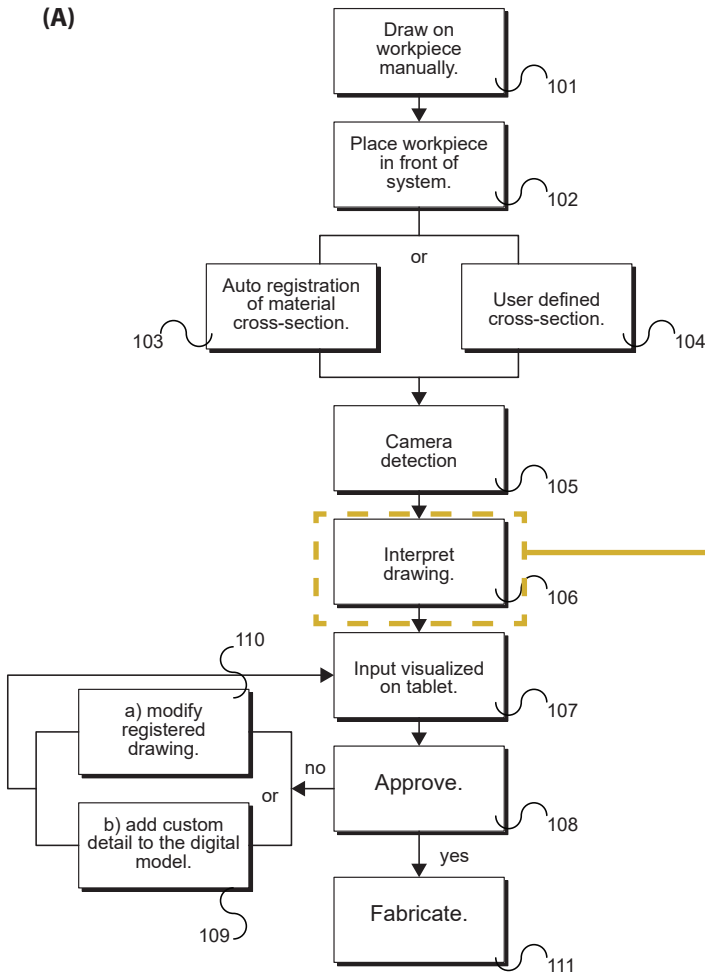 (A)
Draw on
workpiece
manually.
101
Place workpiece
in front of
system.
102
or
Auto registration
of material
cross-section.
103
User defined
cross-section.
104
Camera
detection
105
Interpret
drawing.
106
110
Input visualized
on tablet.
107
a) modify
registered
drawing.
no
or
Approve.
108
b) add custom
detail to the digital
model.
109
yes
Fabricate.
111